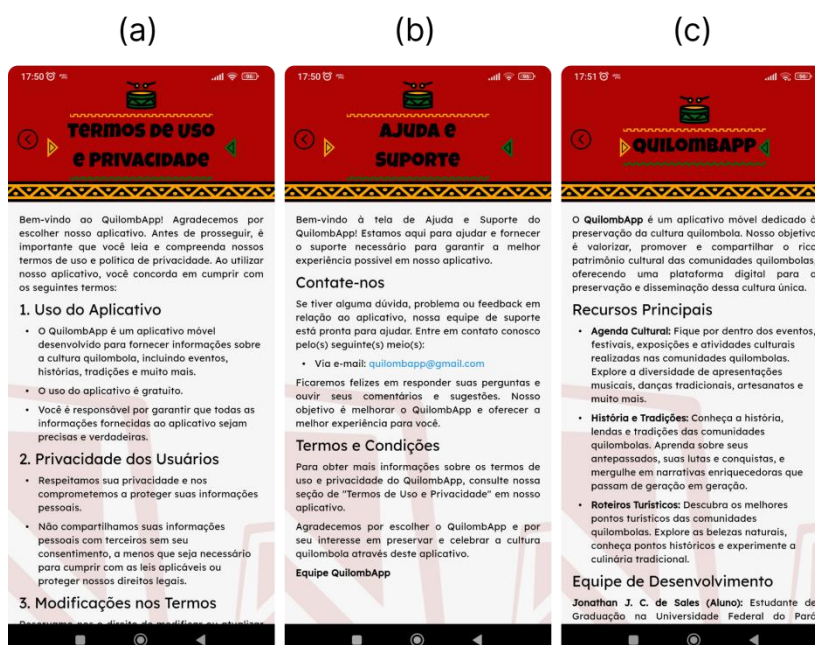 (a)
(b)
(c)
17:50
96
TERMOS DE USO
E PRIVACIDADE
Bem-vindo ao QuilombApp! Agradecemos por
escolher nosso aplicativo. Antes de prosseguir, é
importante que você leia e compreenda nossos
termos de uso e política de privacidade. Ao utilizar
nosso aplicativo, você concorda em cumprir com
os seguintes termos:
1. Uso do Aplicativo
• O QuilombApp é um aplicativo móvel
desenvolvido para fornecer informações sobre
a cultura quilombola, incluindo eventos,
histórias, tradições e muito mais.
• O uso do aplicativo é gratuito.
• Você é responsável por garantir que todas as
informações fornecidas ao aplicativo sejam
precisas e verdadeiras.
2. Privacidade dos Usuários
• Respeitamos sua privacidade e nos
comprometemos a proteger suas informações
pessoais.
• Não compartilhamos suas informações
pessoais com terceiros sem seu
consentimento, a menos que seja necessário
para cumprir com as leis aplicáveis ou
proteger nossos direitos legais.
3. Modificações nos Termos
17:50
96
AJUDA E
SUPORTE
Bem-vindo à tela de Ajuda e Suporte do
QuilombApp! Estamos aqui para ajudar e fornecer
o suporte necessário para garantir a melhor
experiência possível em nosso aplicativo.
Contate-nos
Se tiver alguma dúvida, problema ou feedback em
relação ao aplicativo, nossa equipe de suporte
está pronta para ajudar. Entre em contato conosco
pelo(s) seguinte(s) meio(s):
• Via e-mail: quilombapp@gmail.com
Ficaremos felizes em responder suas perguntas e
ouvir seus comentários e sugestões. Nosso
objetivo é melhorar o QuilombApp e oferecer a
melhor experiência para você.
Termos e Condições
Para obter mais informações sobre os termos de
uso e privacidade do QuilombApp, consulte nossa
seção de "Termos de Uso e Privacidade" em nosso
aplicativo.
Agradecemos por escolher o QuilombApp e por
seu interesse em preservar e celebrar a cultura
quilombola através deste aplicativo.
Equipe QuilombApp
17:51
96
QUILOMBAPP
O QuilombApp é um aplicativo móvel dedicado à
preservação da cultura quilombola. Nosso objetivo
é valorizar, promover e compartilhar o rico
patrimônio cultural das comunidades quilombolas,
oferecendo uma plataforma digital para a
preservação e disseminação dessa cultura única.
Recursos Principais
• Agenda Cultural: Fique por dentro dos eventos,
festivais, exposições e atividades culturais
realizadas nas comunidades quilombolas.
Explore a diversidade de apresentações
musicais, danças tradicionais, artesanatos e
muito mais.
• História e Tradições: Conheça a história,
lendas e tradições das comunidades
quilombolas. Aprenda sobre seus
antepassados, suas lutas e conquistas, e
mergulhe em narrativas enriquecedoras que
passam de geração em geração.
• Roteiros Turísticos: Descubra os melhores
pontos turísticos das comunidades
quilombolas. Explore as belezas naturais,
conheça pontos históricos e experimente a
culinária tradicional.
Equipe de Desenvolvimento
Jonathan J. C. de Sales (Aluno): Estudante de
Graduação na Universidade Federal do Pará